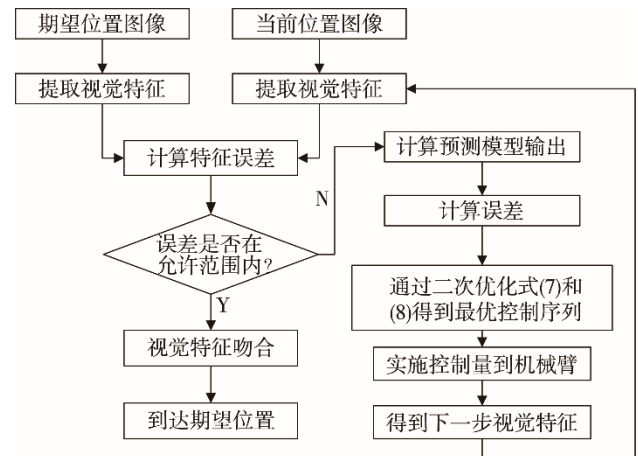 期望位置图像
当前位置图像
提取视觉特征
提取视觉特征
计算特征误差
误差是否在
允许范围内?
N
Y
视觉特征吻合
到达期望位置
计算预测模型输出
计算误差
通过二次优化式(7)和
(8)得到最优控制序列
实施控制量到机械臂
得到下一步视觉特征